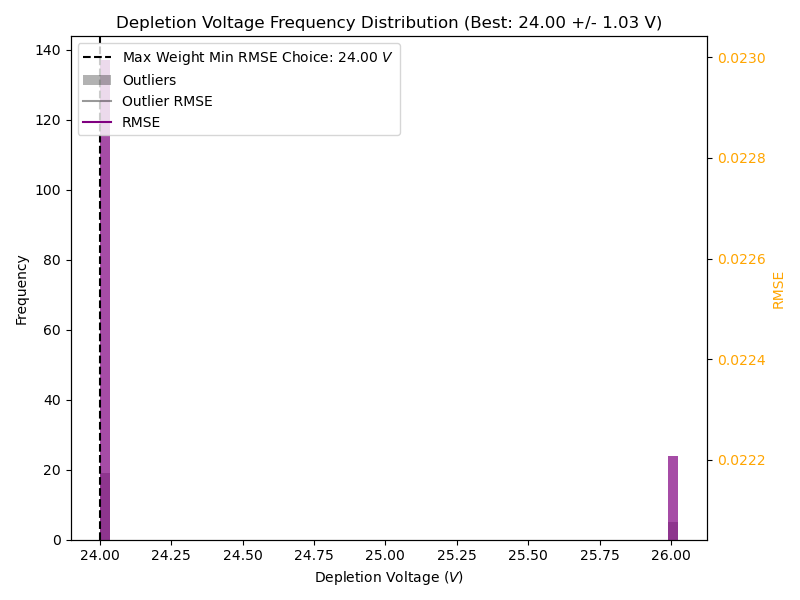 Depletion Voltage Frequency Distribution (Best: 24.00 +/- 1.03 V)
Max Weight Min RMSE Choice: 24.00 V
Outliers
Outlier RMSE
RMSE
140
120
100
80
60
40
20
0
Frequency
0.0230
0.0228
0.0226
0.0224
0.0222
RMSE
24.00 24.25 24.50 24.75 25.00 25.25 25.50 25.75 26.00
Depletion Voltage (V)